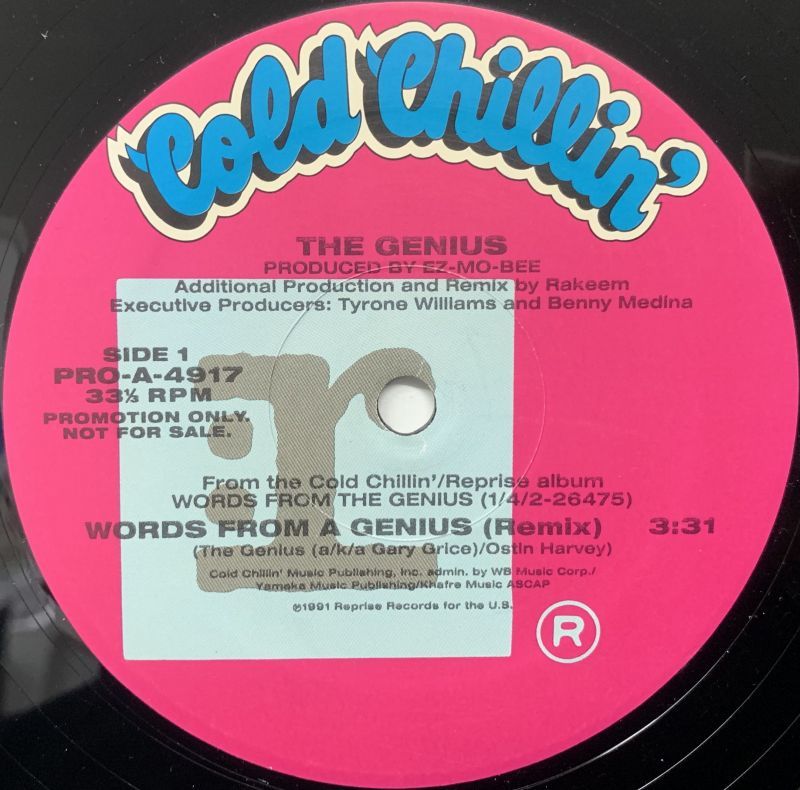 Cold Chillin'
THE GENIUS
PRODUCED BY EZ-MO-BEE
Additional Production and Remix by Rakeem
Executive Producers: Tyrone Williams and Benny Medina
SIDE 1
PRO-A-4917
33⅓ RPM
PROMOTION ONLY.
NOT FOR SALE.
r
From the Cold Chillin'/Reprise album
WORDS FROM THE GENIUS (1/4/2-26475)
WORDS FROM A GENIUS (Remix) 3:31
(The Genius (a/k/a Gary Grice)/Ostin Harvey)
Cold Chillin' Music Publishing, Inc. admin. by WB Music Corp./
Yamaka Music Publishing/Khafre Music ASCAP
℗1991 Reprise Records for the U.S.
R